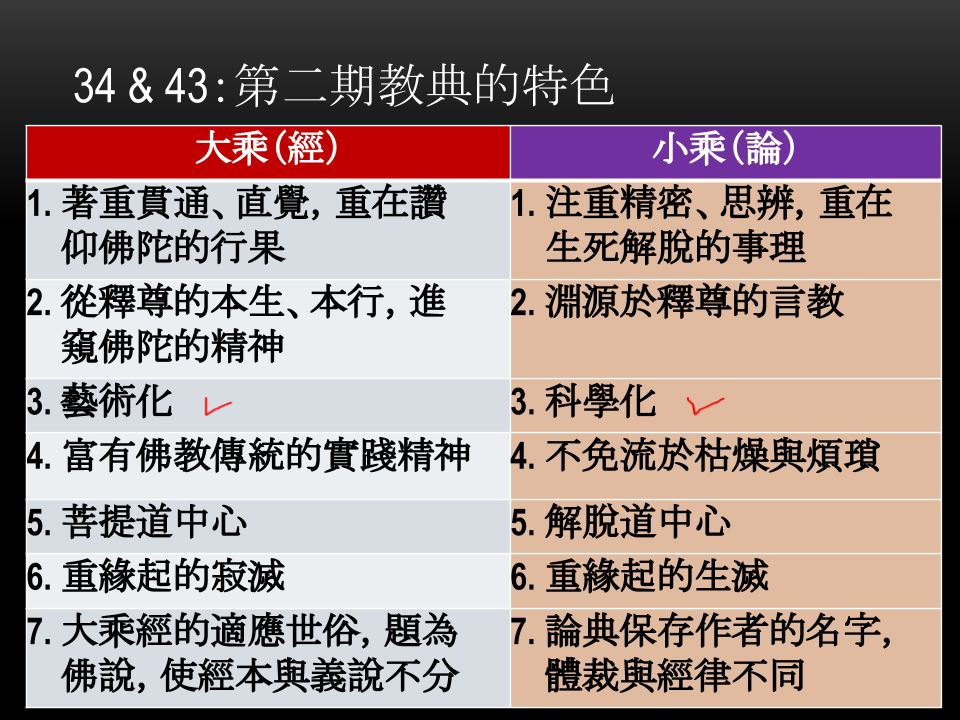 34 & 43:第二期教典的特色
大乘(經)
小乘(論)
1. 著重貫通、直覺, 重在讚
仰佛陀的行果
1. 注重精密、思辨, 重在
生死解脫的事理
2. 從釋尊的本生、本行, 進
窺佛陀的精神
2. 淵源於釋尊的言教
3. 藝術化
3. 科學化
4. 富有佛教傳統的實踐精神
4. 不免流於枯燥與煩瑣
5. 菩提道中心
5. 解脫道中心
6. 重緣起的寂滅
6. 重緣起的生滅
7. 大乘經的適應世俗, 題為
佛說, 使經本與義說不分
7. 論典保存作者的名字,
體裁與經律不同